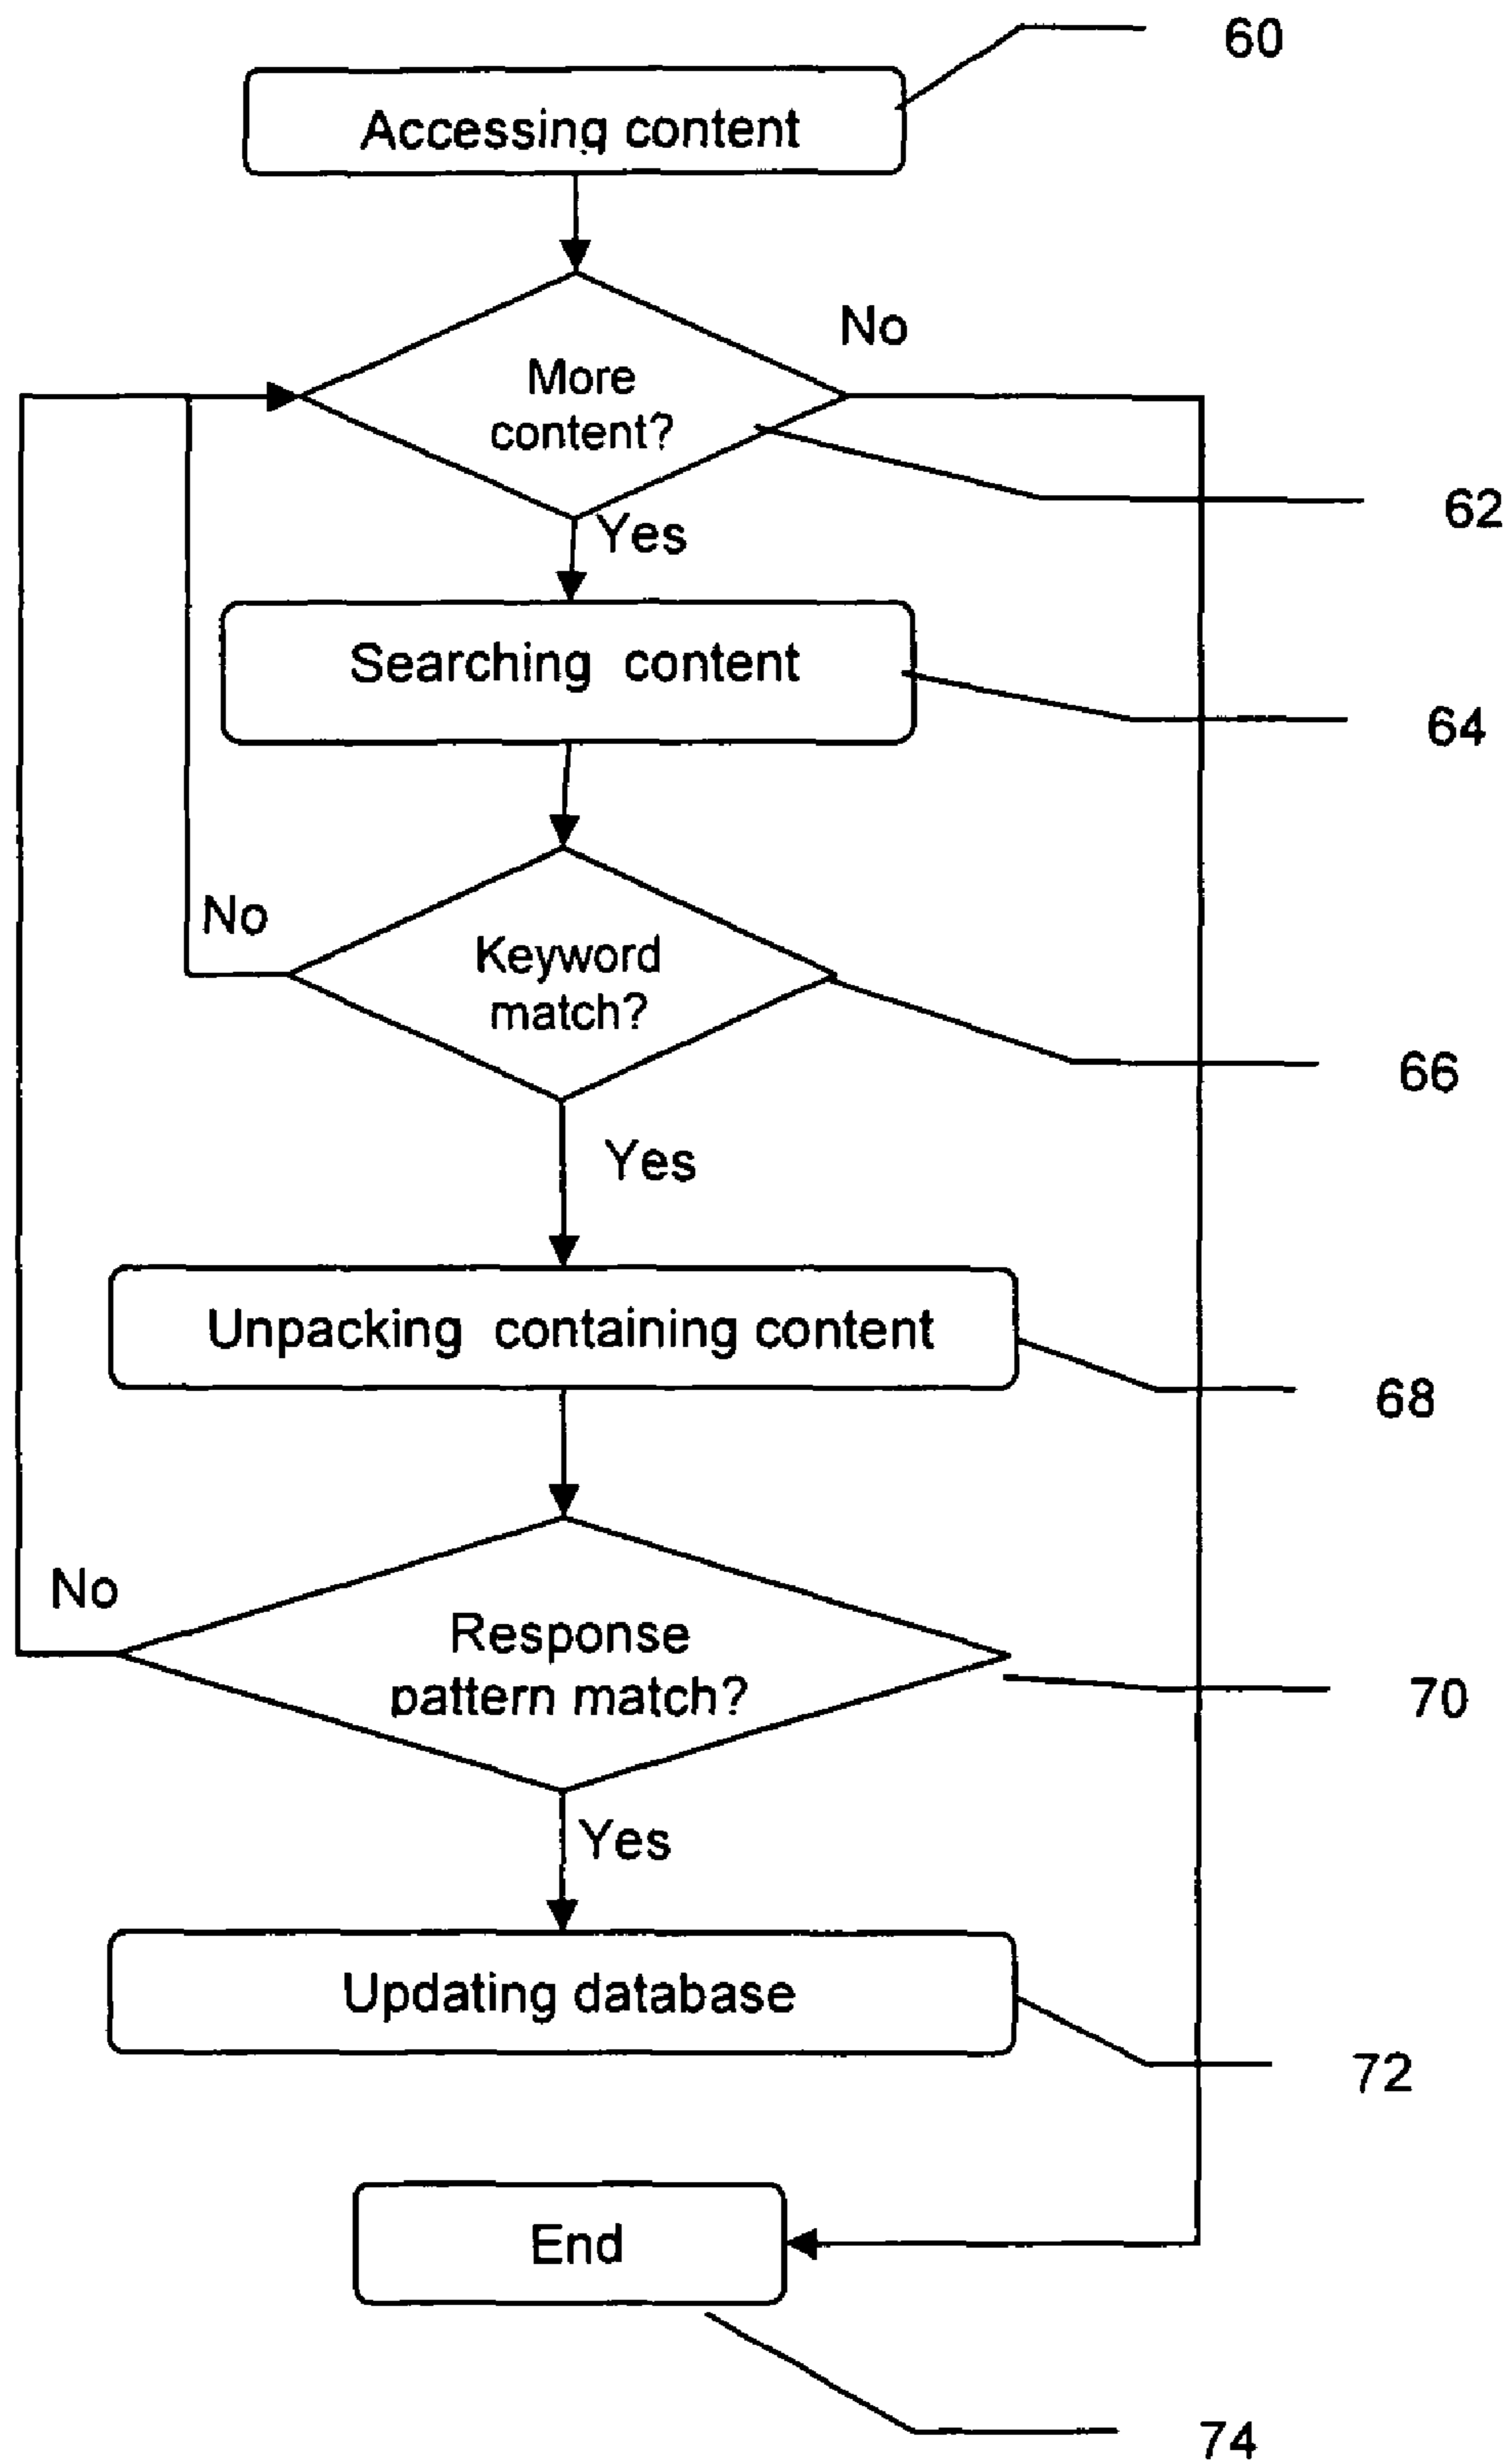 60
Accessing content
No
More
content?
62
Yes
Searching content
64
No
Keyword
match?
66
Yes
Unpacking containing content
68
No
Response
pattern match?
70
Yes
Updating database
72
End
74